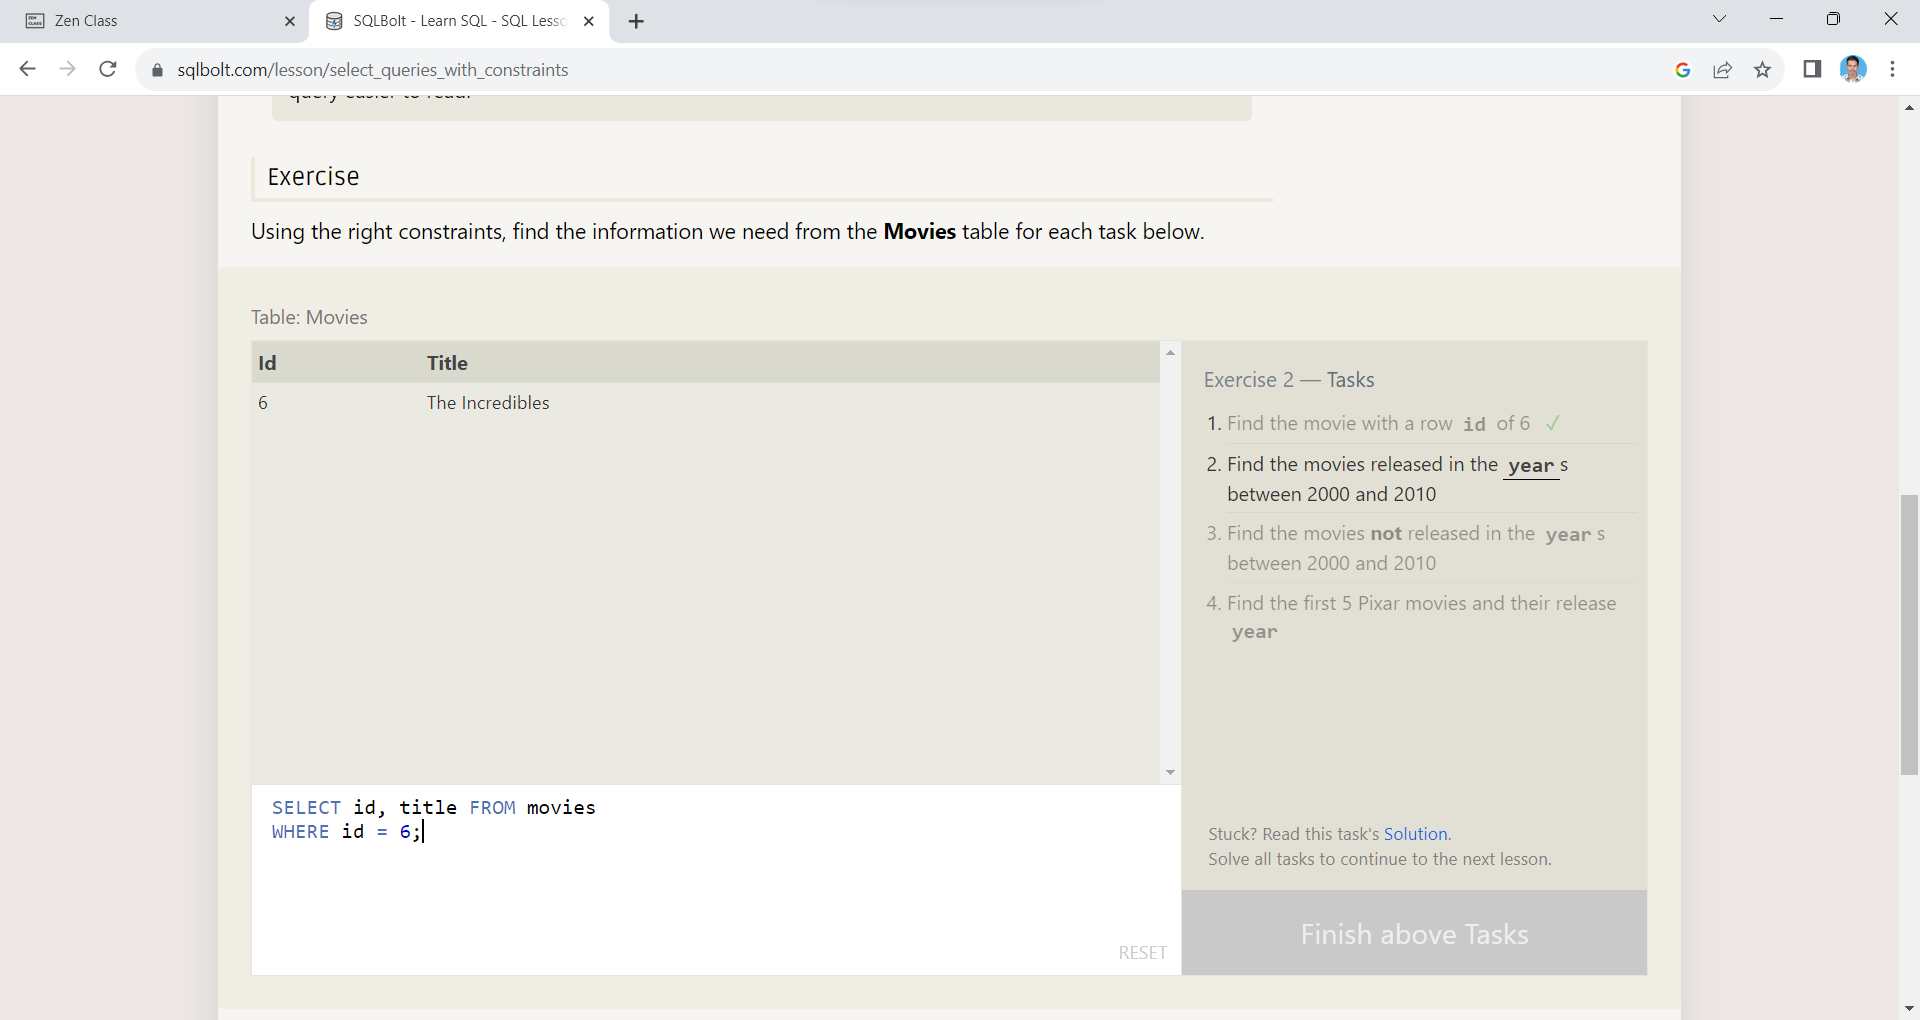 Zen Class
SQLBolt - Learn SQL - SQL Lesso
sqlbolt.com/lesson/select_queries_with_constraints
query easier to read.
Exercise
Using the right constraints, find the information we need from the Movies table for each task below.
Table: Movies
Id Title
6 The Incredibles
Exercise 2 — Tasks
1. Find the movie with a row id of 6 ✓
2. Find the movies released in the year s
between 2000 and 2010
3. Find the movies not released in the year s
between 2000 and 2010
4. Find the first 5 Pixar movies and their release
year
SELECT id, title FROM movies
WHERE id = 6;
RESET
Stuck? Read this task's Solution.
Solve all tasks to continue to the next lesson.
Finish above Tasks